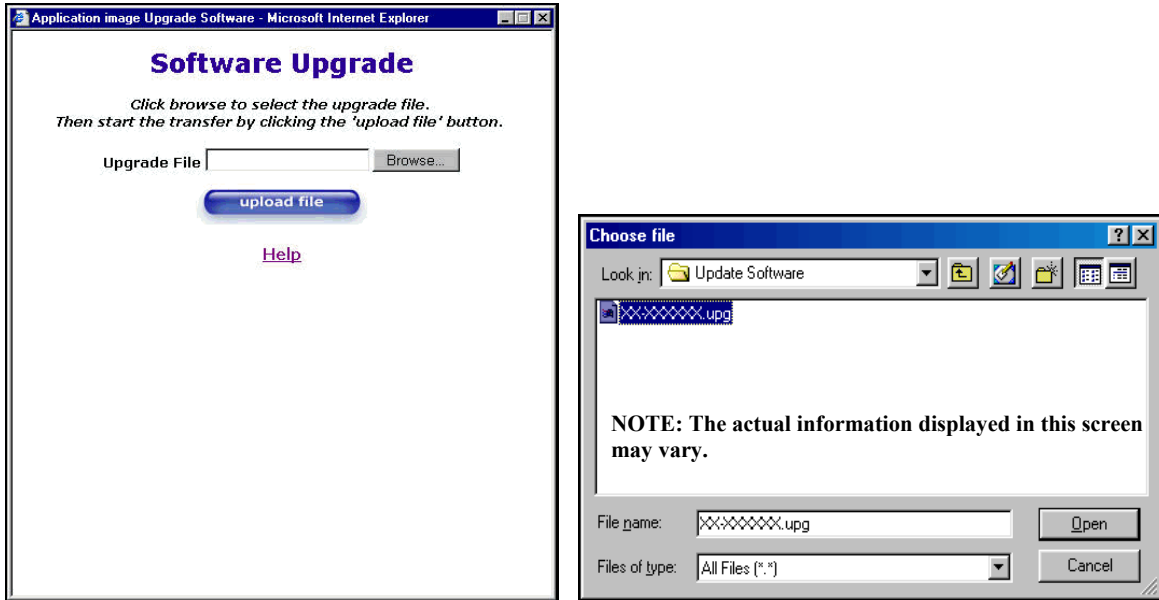 Application image Upgrade Software - Microsoft Internet Explorer
Software Upgrade
Click browse to select the upgrade file.
Then start the transfer by clicking the 'upload file' button.
Upgrade File
Browse...
upload file
Help
Choose file
Look in:
Update Software
XX-XXXXXX.upg
NOTE: The actual information displayed in this screen
may vary.
File name:
XX-XXXXXX.upg
Open
Files of type:
All Files (*.*)
Cancel